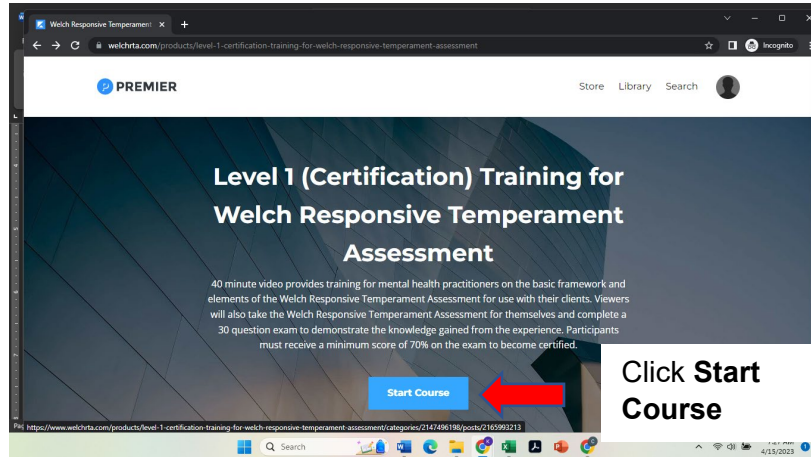 Welch Responsive Temperament
welchrta.com/products/level-1-certification-training-for-welch-responsive-temperament-assessment
Incognito
PREMIER
Store Library Search
Level 1 (Certification) Training for
Welch Responsive Temperament
Assessment
40 minute video provides training for mental health practitioners on the basic framework and
elements of the Welch Responsive Temperament Assessment for use with their clients. Viewers
will also take the Welch Responsive Temperament Assessment for themselves and complete a
30 question exam to demonstrate the knowledge gained from the experience. Participants
must receive a minimum score of 70% on the exam to become certified.
Start Course
Click Start
Course
https://www.welchrta.com/products/level-1-certification-training-for-welch-responsive-temperament-assessment/categories/2147496198/posts/2165993213
Search
4/15/2023